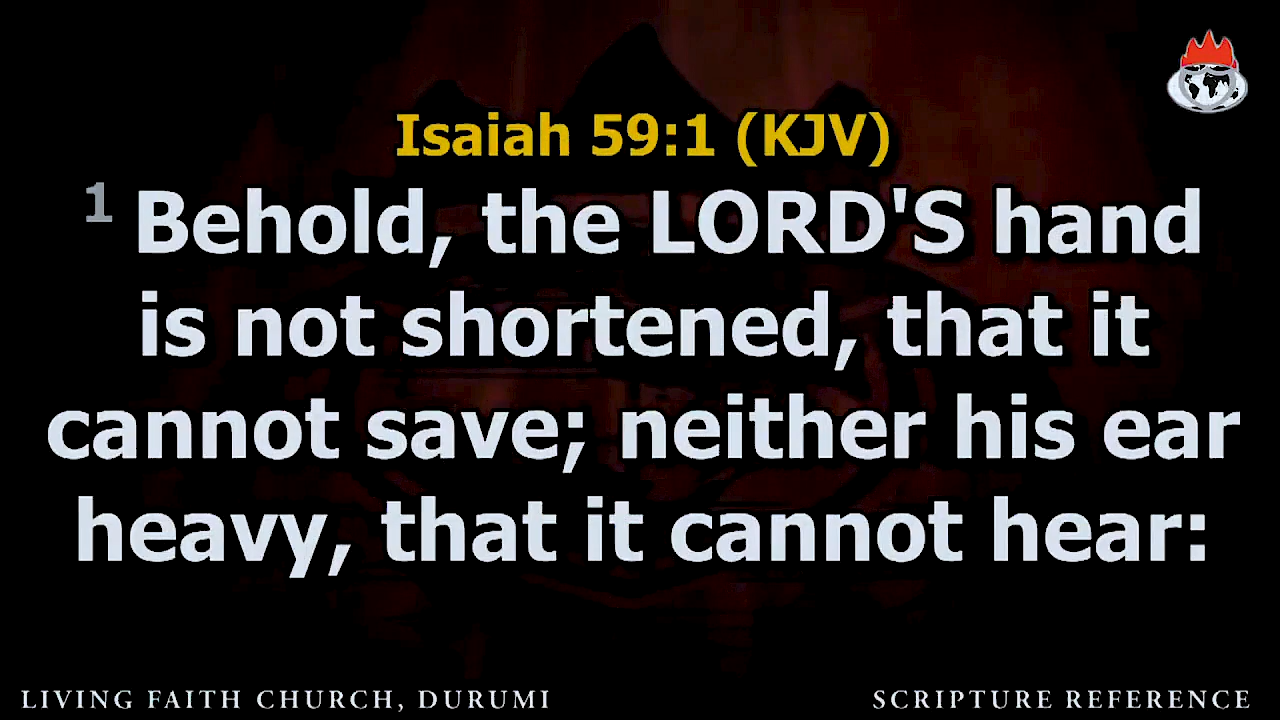 Isaiah 59:1 (KJV)
1 Behold, the LORD'S hand
is not shortened, that it
cannot save; neither his ear
heavy, that it cannot hear:
LIVING FAITH CHURCH, DURUMI
SCRIPTURE REFERENCE